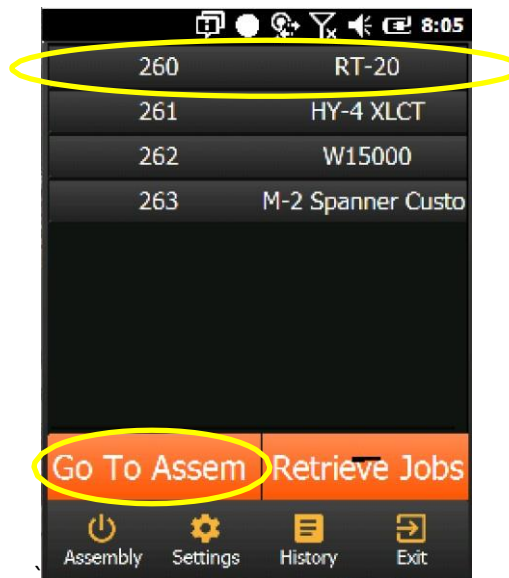 8:05
260 RT-20
261 HY-4 XLCT
262 W15000
263 M-2 Spanner Custo
Go To Assem Retrieve Jobs
Assembly Settings History Exit